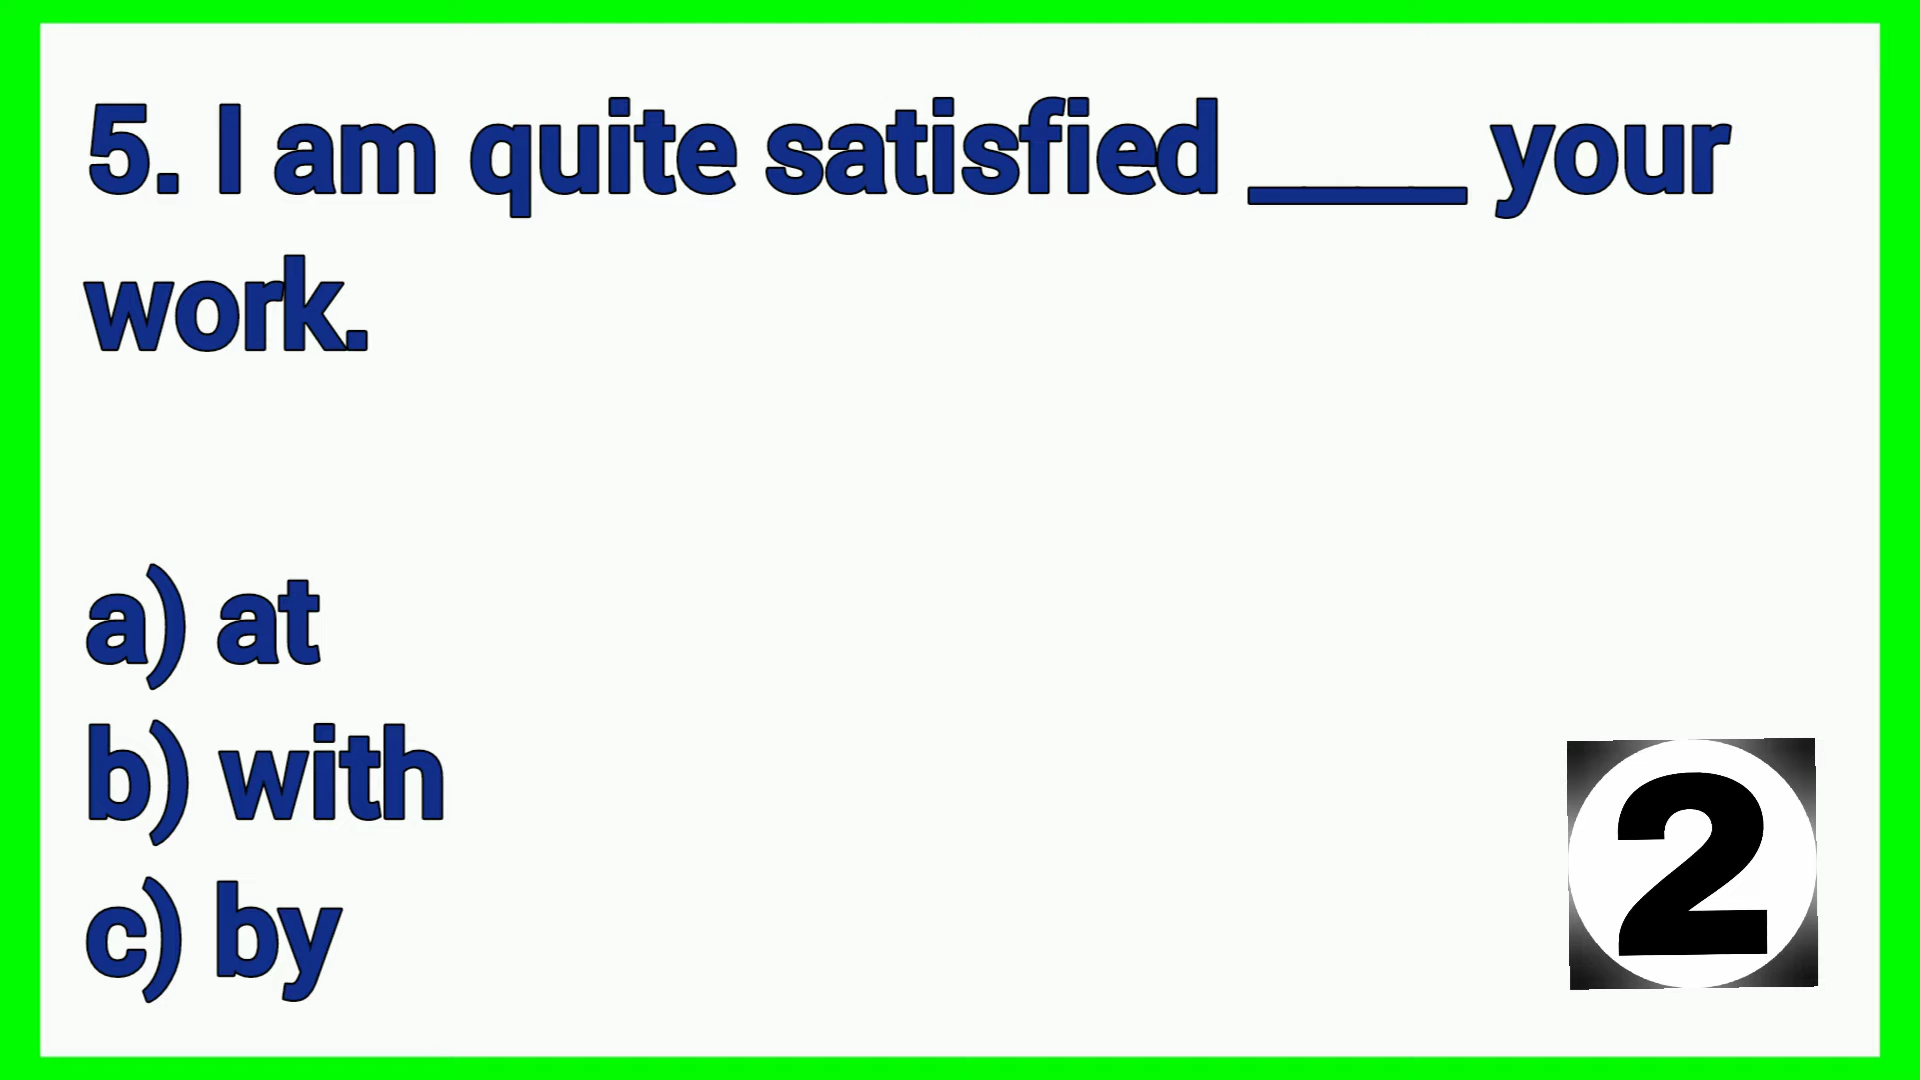 5. I am quite satisfied ____ your
work.
a) at
b) with
c) by
2